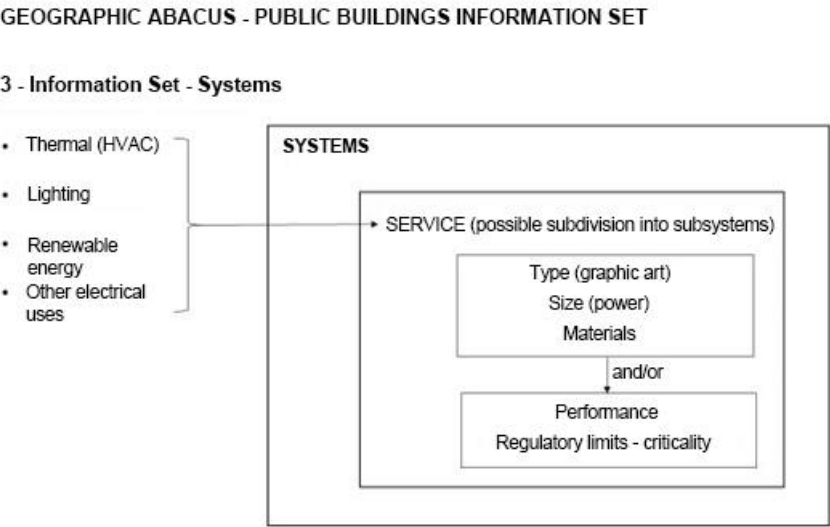 GEOGRAPHIC ABACUS - PUBLIC BUILDINGS INFORMATION SET
3 - Information Set - Systems
• Thermal (HVAC)
• Lighting
• Renewable
energy
• Other electrical
uses
SYSTEMS
SERVICE (possible subdivision into subsystems)
Type (graphic art)
Size (power)
Materials
and/or
Performance
Regulatory limits - criticality